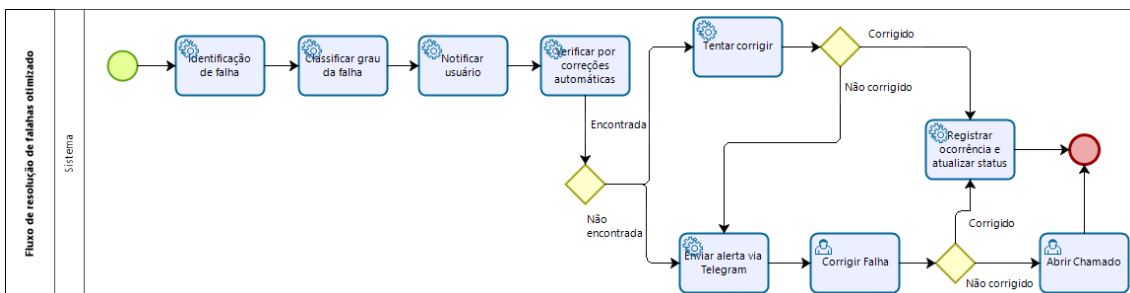 Fluxo de resolução de falahas otimizado
Sistema
Identificação
de falha
Classificar grau
da falha
Notificar
usuário
Verificar por
correções
automáticas
Encontrada
Não
encontrada
Tentar corrigir
Corrigido
Não corrigido
Registrar
ocorrência e
atualizar status
Enviar alerta via
Telegram
Corrigir Falha
Corrigido
Não corrigido
Abrir Chamado